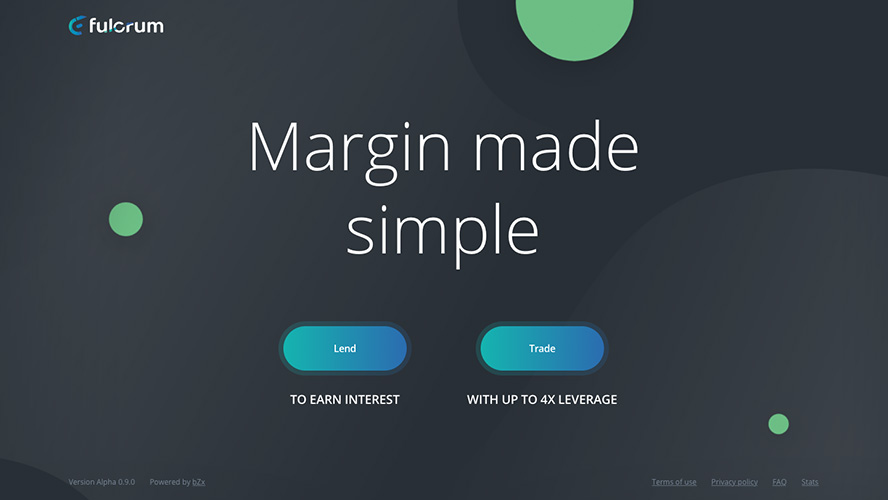 fulcrum
Margin made
simple
Lend
Trade
TO EARN INTEREST
WITH UP TO 4X LEVERAGE
Version Alpha 0.9.0
Powered by bZx
Terms of use
Privacy policy
FAQ
Stats